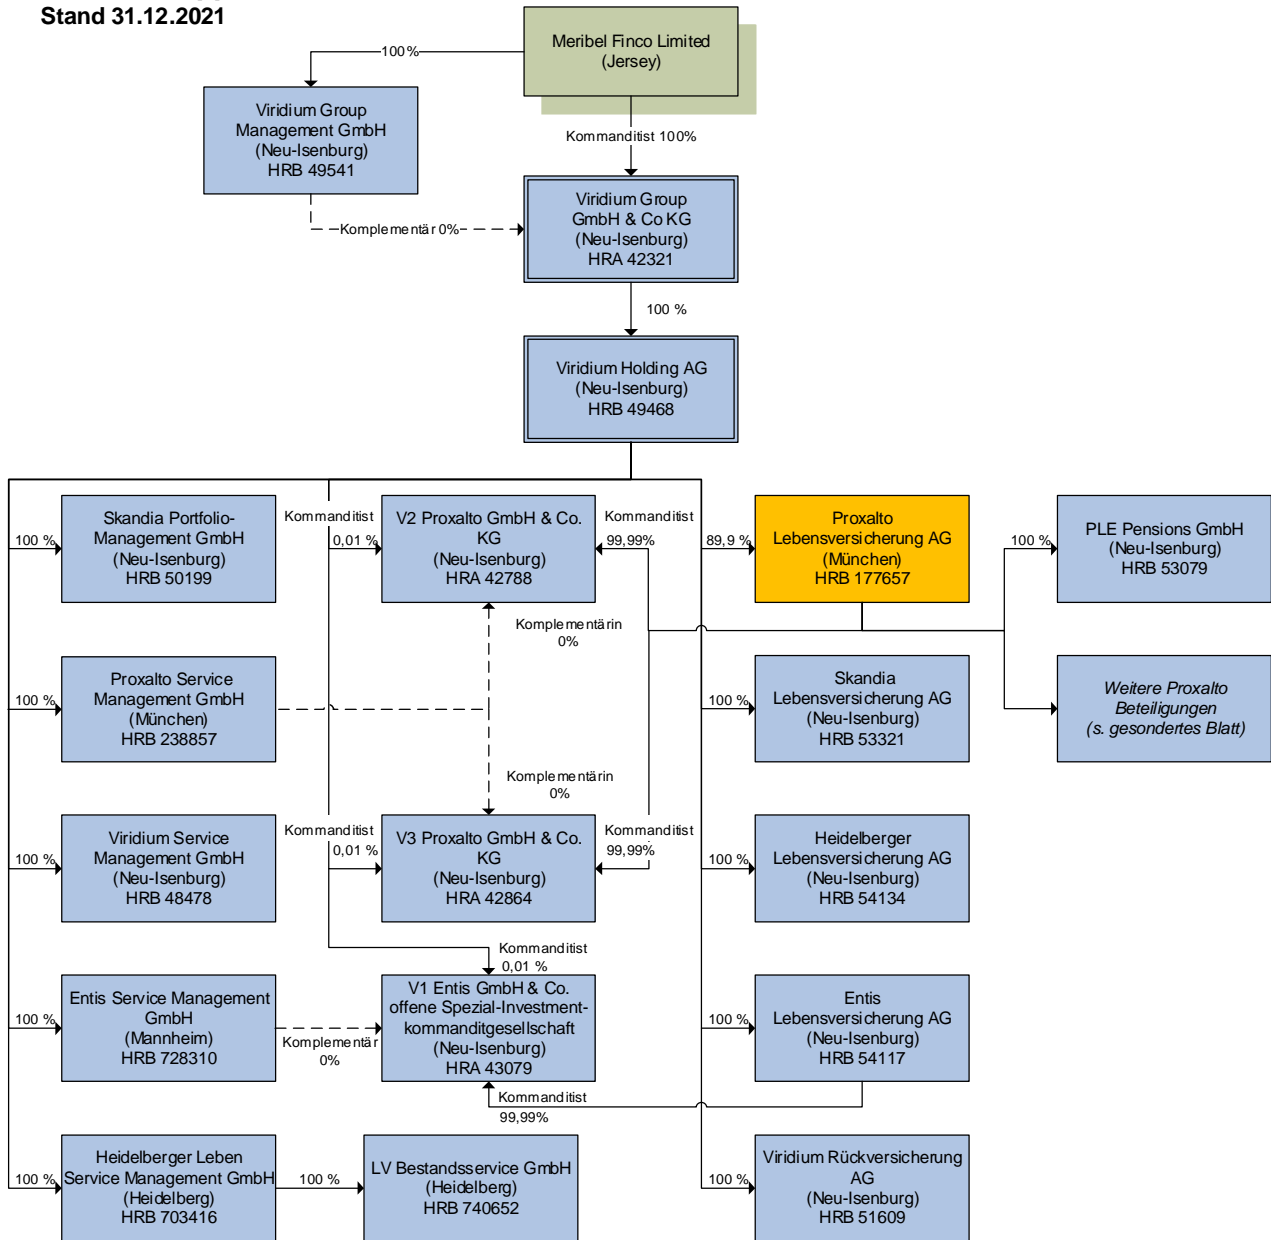 Stand 31.12.2021
Meribel Finco Limited
(Jersey)
100%
Viridium Group
Management GmbH
(Neu-Isenburg)
HRB 49541
Kommanditist 100%
Viridium Group
GmbH & Co KG
(Neu-Isenburg)
HRA 42321
Komplementär 0%
100 %
Viridium Holding AG
(Neu-Isenburg)
HRB 49468
100 %
Skandia Portfolio-
Management GmbH
(Neu-Isenburg)
HRB 50199
Kommanditist
0,01 %
V2 Proxalto GmbH & Co.
KG
(Neu-Isenburg)
HRA 42788
Kommanditist
99,99%
89,9 %
Proxalto
Lebensversicherung AG
(München)
HRB 177657
100 %
PLE Pensions GmbH
(Neu-Isenburg)
HRB 53079
Komplementärin
0%
100 %
Proxalto Service
Management GmbH
(München)
HRB 238857
100 %
Skandia
Lebensversicherung AG
(Neu-Isenburg)
HRB 53321
Weitere Proxalto
Beteiligungen
(s. gesondertes Blatt)
Komplementärin
0%
100 %
Viridium Service
Management GmbH
(Neu-Isenburg)
HRB 48478
Kommanditist
0,01 %
V3 Proxalto GmbH & Co.
KG
(Neu-Isenburg)
HRA 42864
Kommanditist
99,99%
100 %
Heidelberger
Lebensversicherung AG
(Neu-Isenburg)
HRB 54134
Kommanditist
0,01 %
100 %
Entis Service Management
GmbH
(Mannheim)
HRB 728310
Komplementär
0%
V1 Entis GmbH & Co.
offene Spezial-Investment-
kommanditgesellschaft
(Neu-Isenburg)
HRA 43079
100 %
Entis
Lebensversicherung AG
(Neu-Isenburg)
HRB 54117
Kommanditist
99,99%
100 %
Heidelberger Leben
Service Management GmbH
(Heidelberg)
HRB 703416
100 %
LV Bestandsservice GmbH
(Heidelberg)
HRB 740652
100 %
Viridium Rückversicherung
AG
(Neu-Isenburg)
HRB 51609